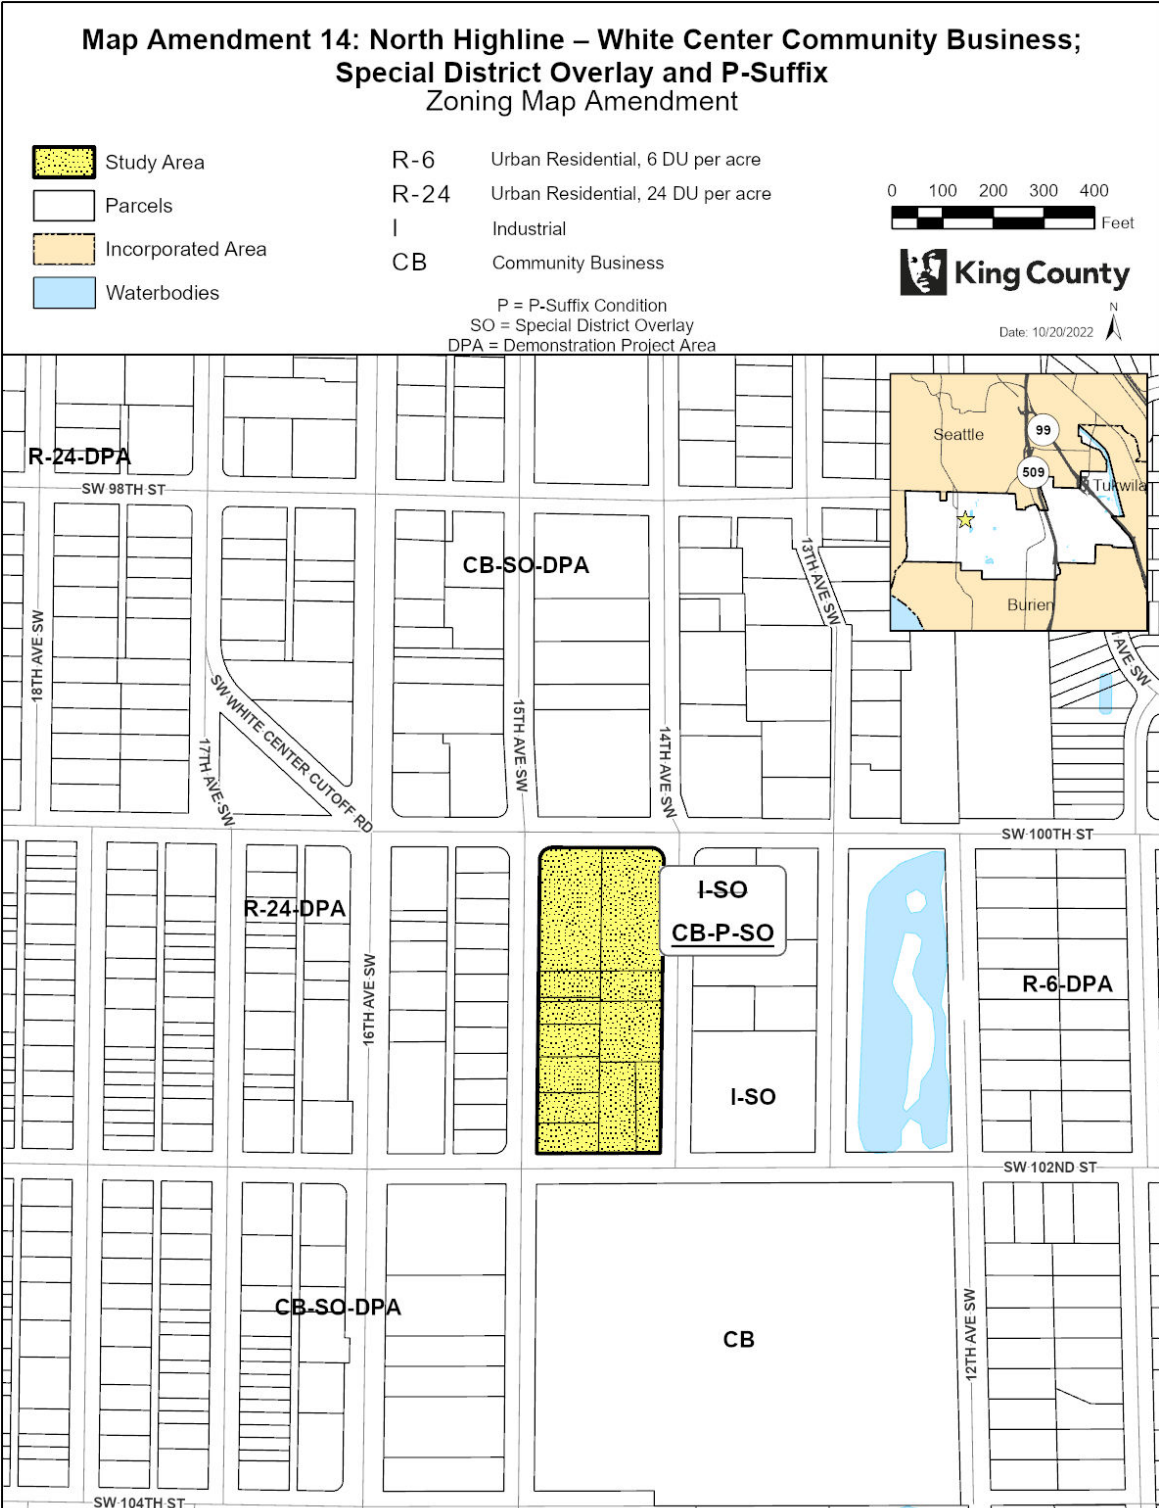 Map Amendment 14: North Highline – White Center Community Business;
Special District Overlay and P-Suffix
Zoning Map Amendment
Study Area
Parcels
Incorporated Area
Waterbodies
R-6 Urban Residential, 6 DU per acre
R-24 Urban Residential, 24 DU per acre
I Industrial
CB Community Business
P = P-Suffix Condition
SO = Special District Overlay
DPA = Demonstration Project Area
0 100 200 300 400
Feet
King County
N
Date: 10/20/2022
Seattle
99
509
Tukwila
Burien
R-24-DPA
SW 98TH ST
CB-SO-DPA
13TH AVE SW
18TH AVE SW
SW WHITE CENTER CUTOFF RD
17TH AVE SW
15TH AVE SW
14TH AVE SW
AVE SW
SW 100TH ST
R-24-DPA
I-SO
CB-P-SO
16TH AVE SW
R-6-DPA
I-SO
SW 102ND ST
CB-SO-DPA
CB
12TH AVE SW
SW 104TH ST